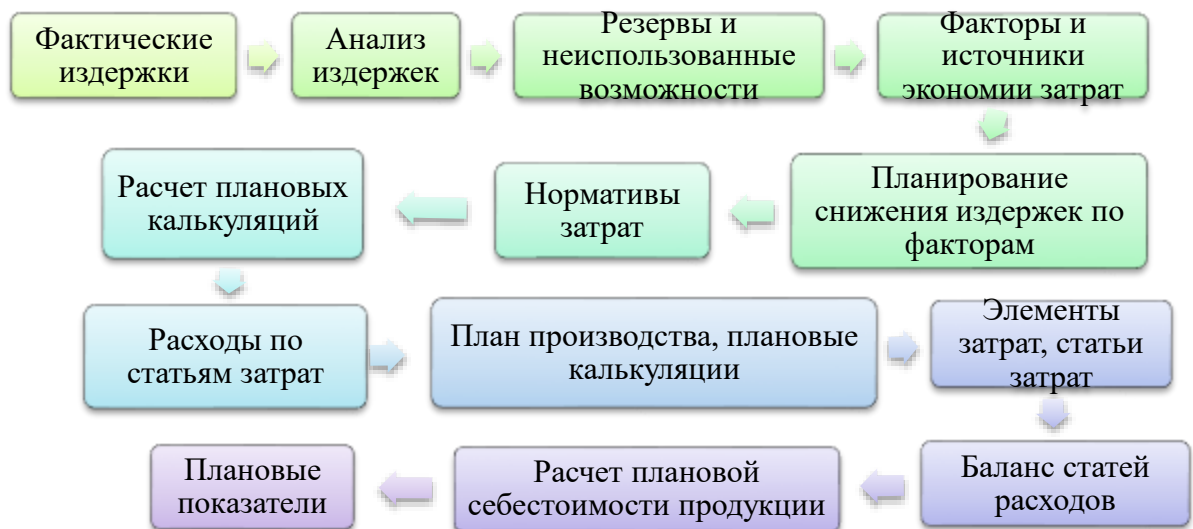 Фактические
издержки
Анализ
издержек
Резервы и
неиспользованные
возможности
Факторы и
источники
экономии затрат
Планирование
снижения издержек по
факторам
Нормативы
затрат
Расчет плановых
калькуляций
Расходы по
статьям затрат
План производства, плановые
калькуляции
Элементы
затрат, статьи
затрат
Баланс статей
расходов
Расчет плановой
себестоимости продукции
Плановые
показатели